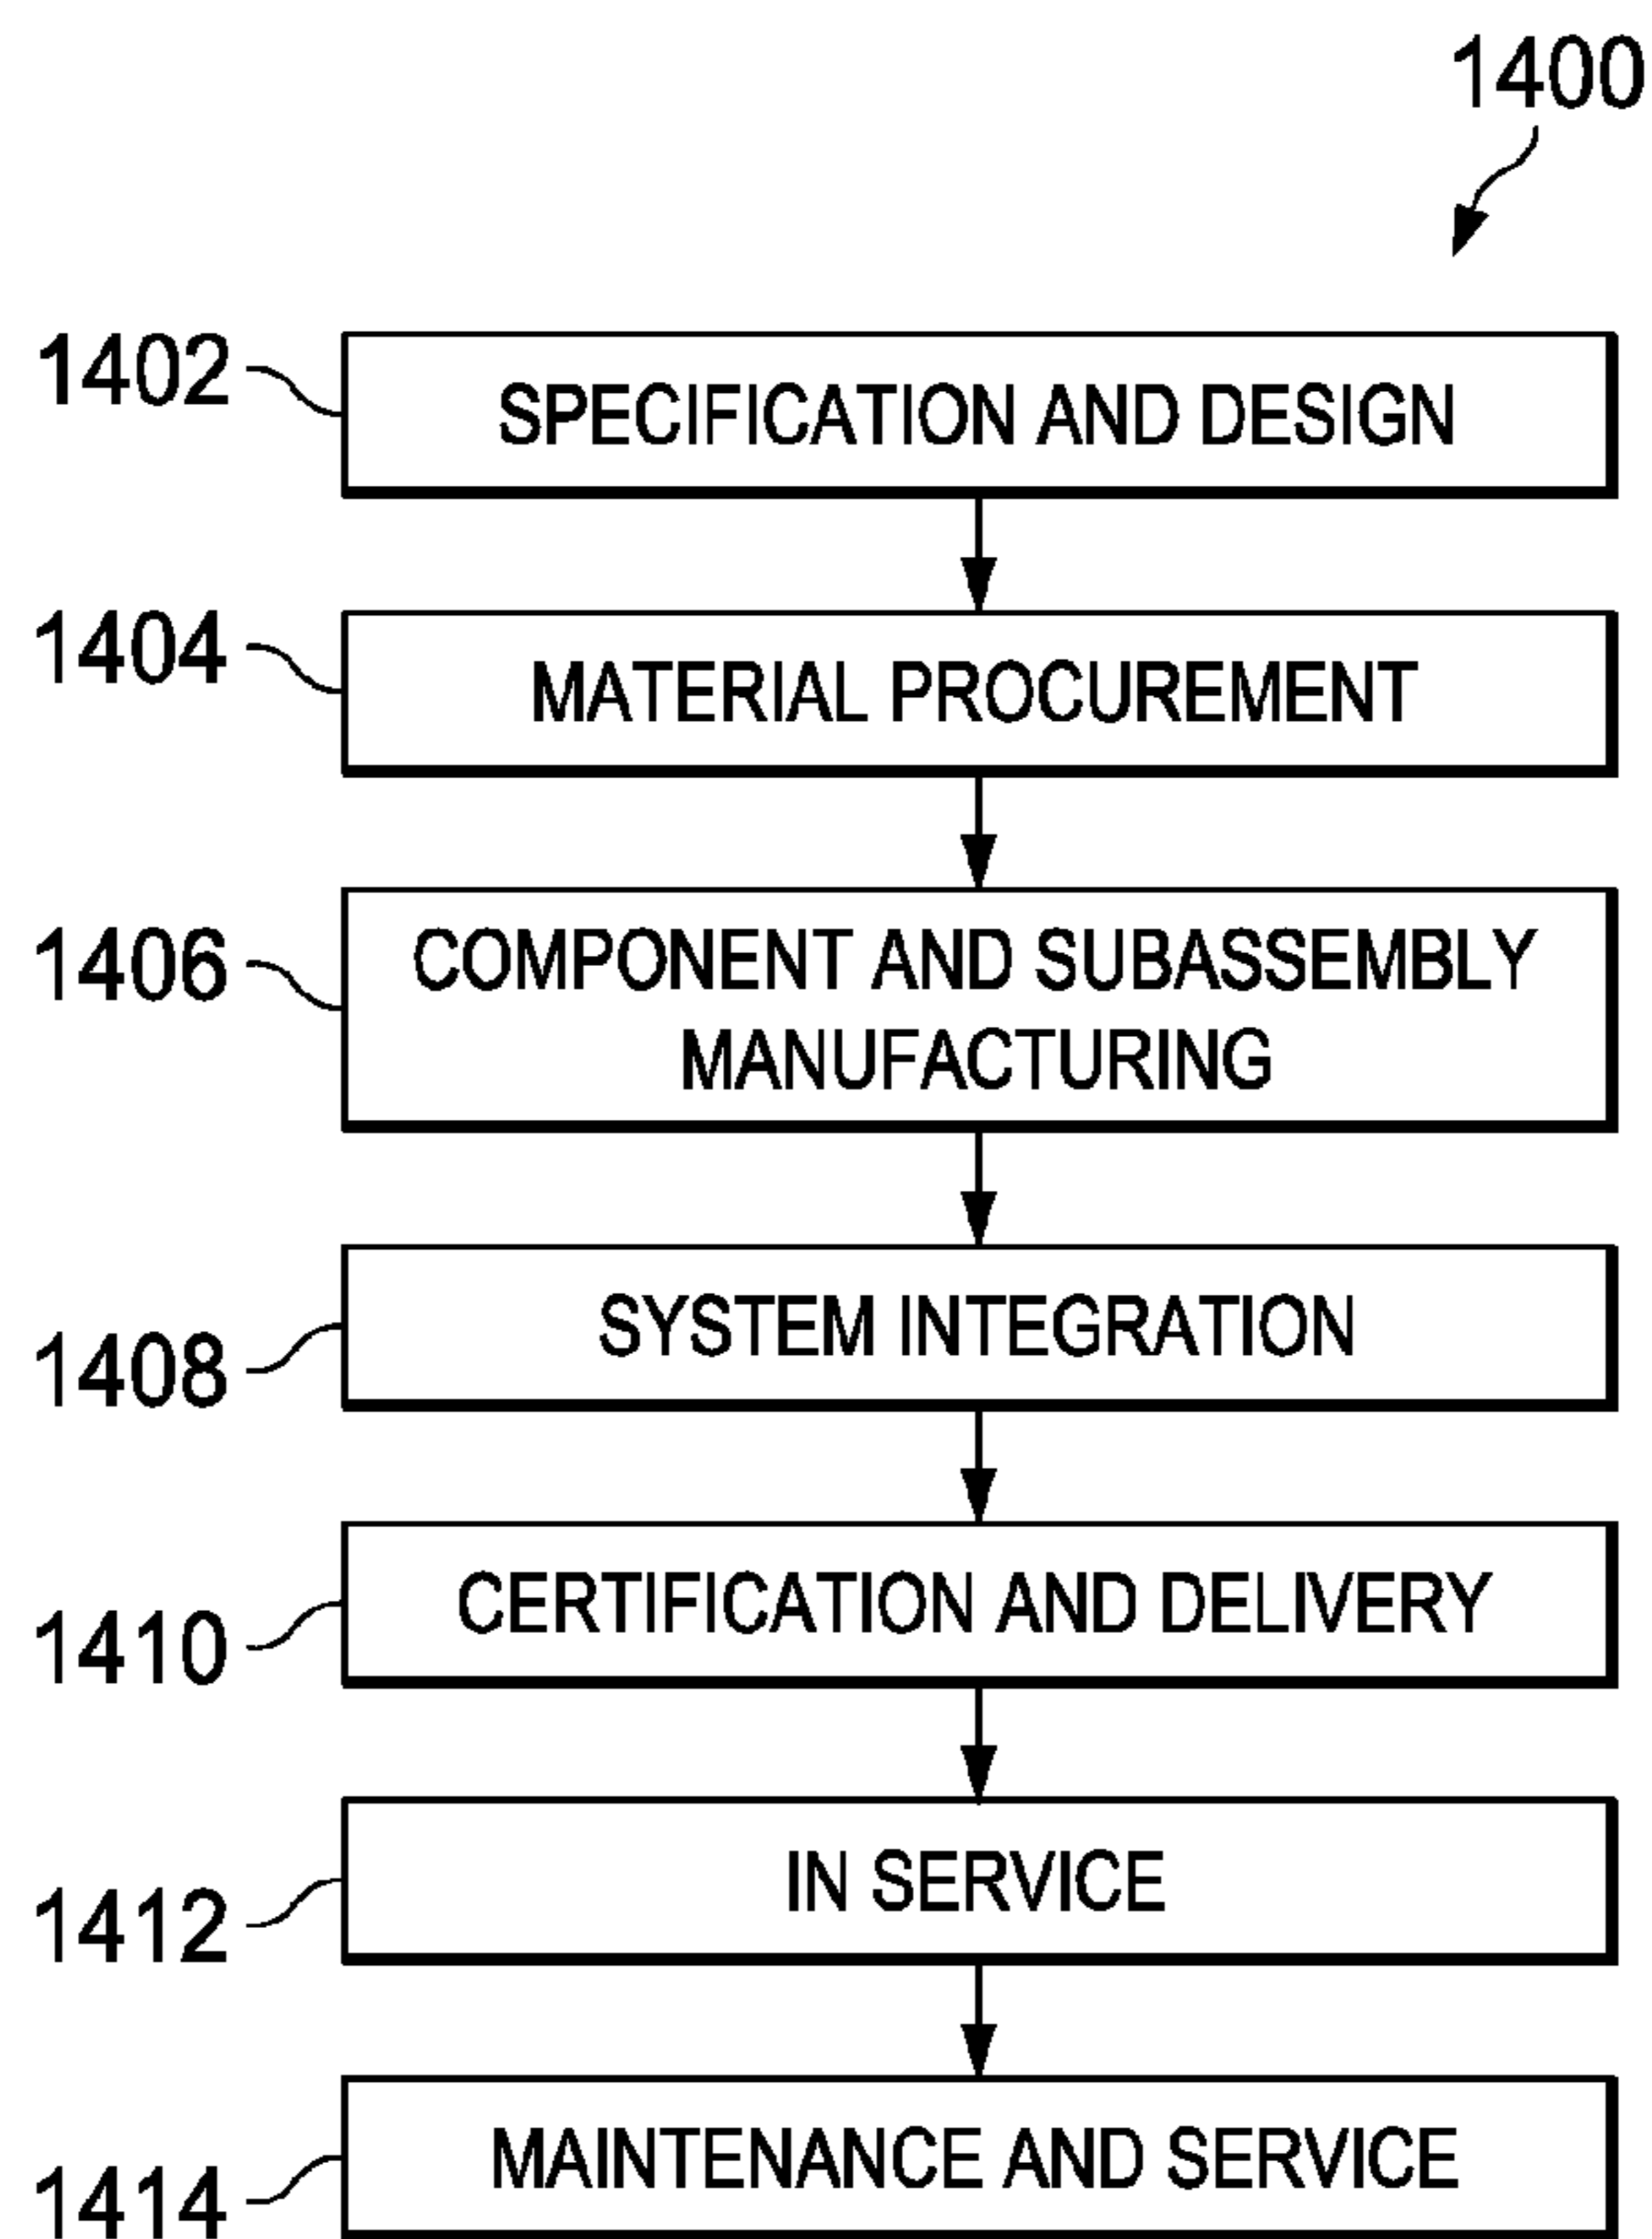 1400
1402
SPECIFICATION AND DESIGN
1404
MATERIAL PROCUREMENT
1406
COMPONENT AND SUBASSEMBLY
MANUFACTURING
1408
SYSTEM INTEGRATION
1410
CERTIFICATION AND DELIVERY
1412
IN SERVICE
1414
MAINTENANCE AND SERVICE